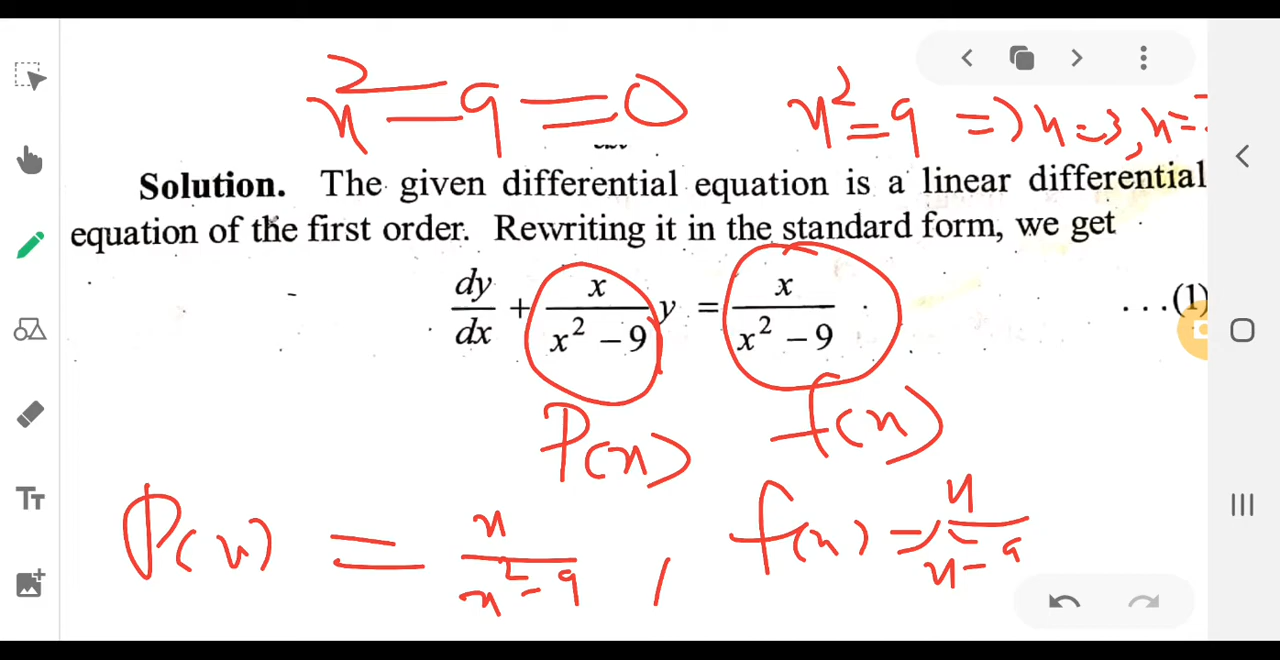 x² - 9 = 0    x² = 9 => x = 3, x = -
Solution. The given differential equation is a linear differential
equation of the first order. Rewriting it in the standard form, we get
dy/dx + x/(x² - 9) y = x/(x² - 9) ...(1)
P(x)    f(x)
P(x) = x/(x² - 9) , f(x) = x/(x² - 9)
TT